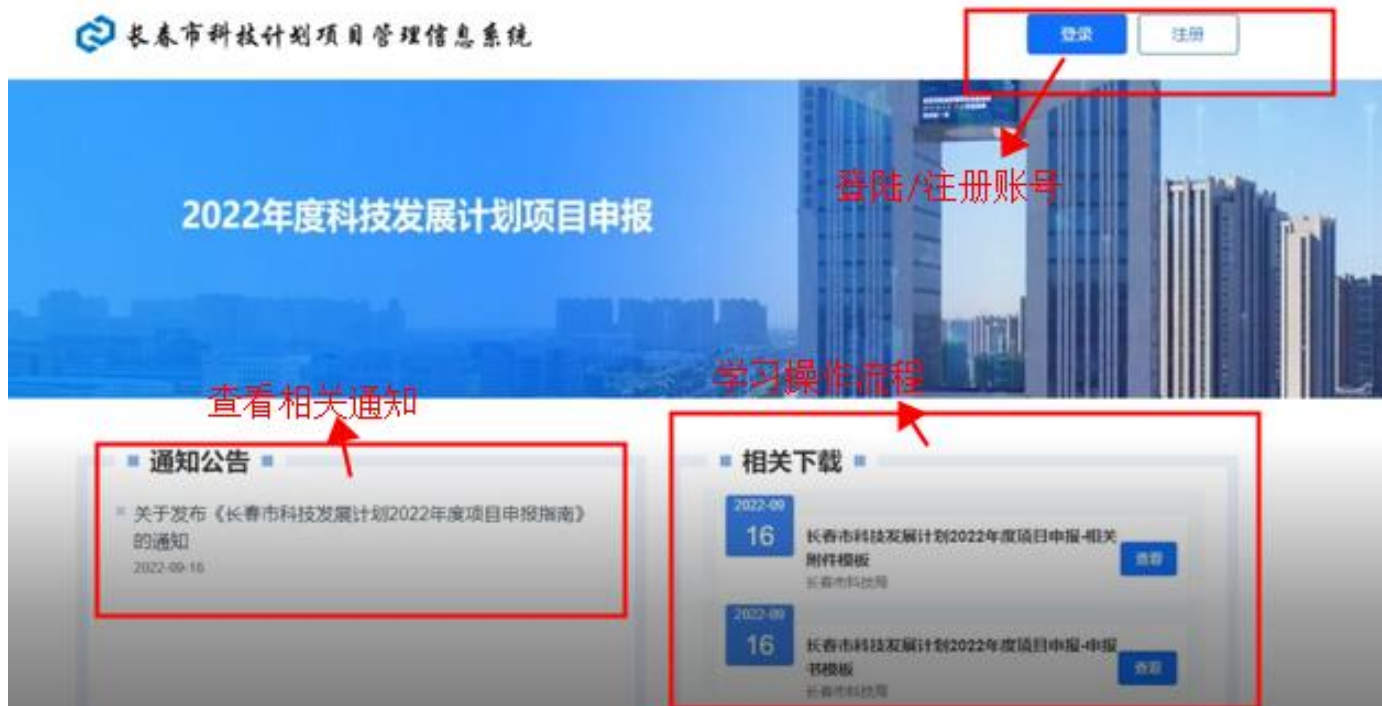 长春市科技计划项目管理信息系统
登录
注册
登陆/注册账号
2022年度科技发展计划项目申报
查看相关通知
学习操作流程
通知公告
关于发布《长春市科技发展计划2022年度项目申报指南》
的通知
2022-09-16
相关下载
2022-09
16
长春市科技发展计划2022年度项目申报-相关
附件模板
长春市科技局
查看
2022-09
16
长春市科技发展计划2022年度项目申报-申报
书模板
长春市科技局
查看